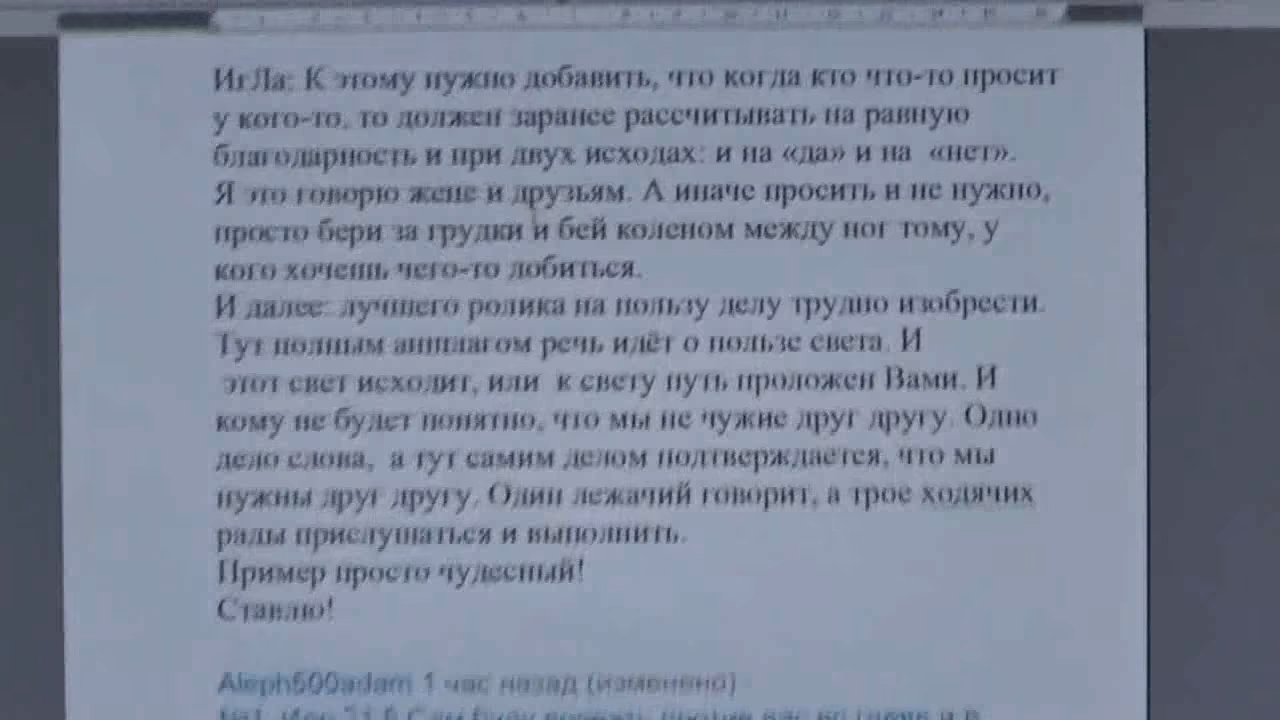 ИгЛа: К этому нужно добавить, что когда кто что-то просит
у кого-то, то должен заранее рассчитывать на равную
благодарность и при двух исходах: и на «да» и на «нет».
Я это говорю жене и друзьям. А иначе просить и не нужно,
просто бери за грудки и бей коленом между ног тому, у
кого хочешь чего-то добиться.
И далее: лучшего ролика на пользу делу трудно изобрести.
Тут полным аншлагом речь идёт о пользе света. И
этот свет исходит, или к свету путь проложен Вами. И
кому не будет понятно, что мы не чужие друг другу. Одно
дело слова, а тут самим делом подтверждается, что мы
нужны друг другу. Один лежачий говорит, а трое ходячих
рады прислушаться и выполнить.
Пример просто чудесный!
Ставлю!
Aleph500adam 1 час назад (изменено)